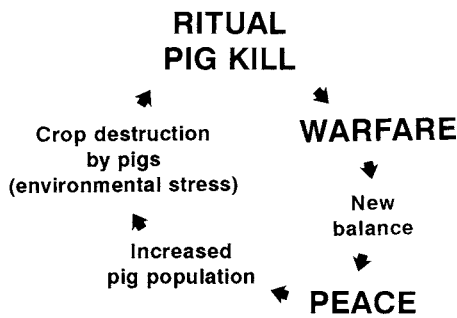 RITUAL
PIG KILL
WARFARE
New
balance
PEACE
Increased
pig population
Crop destruction
by pigs
(environmental stress)